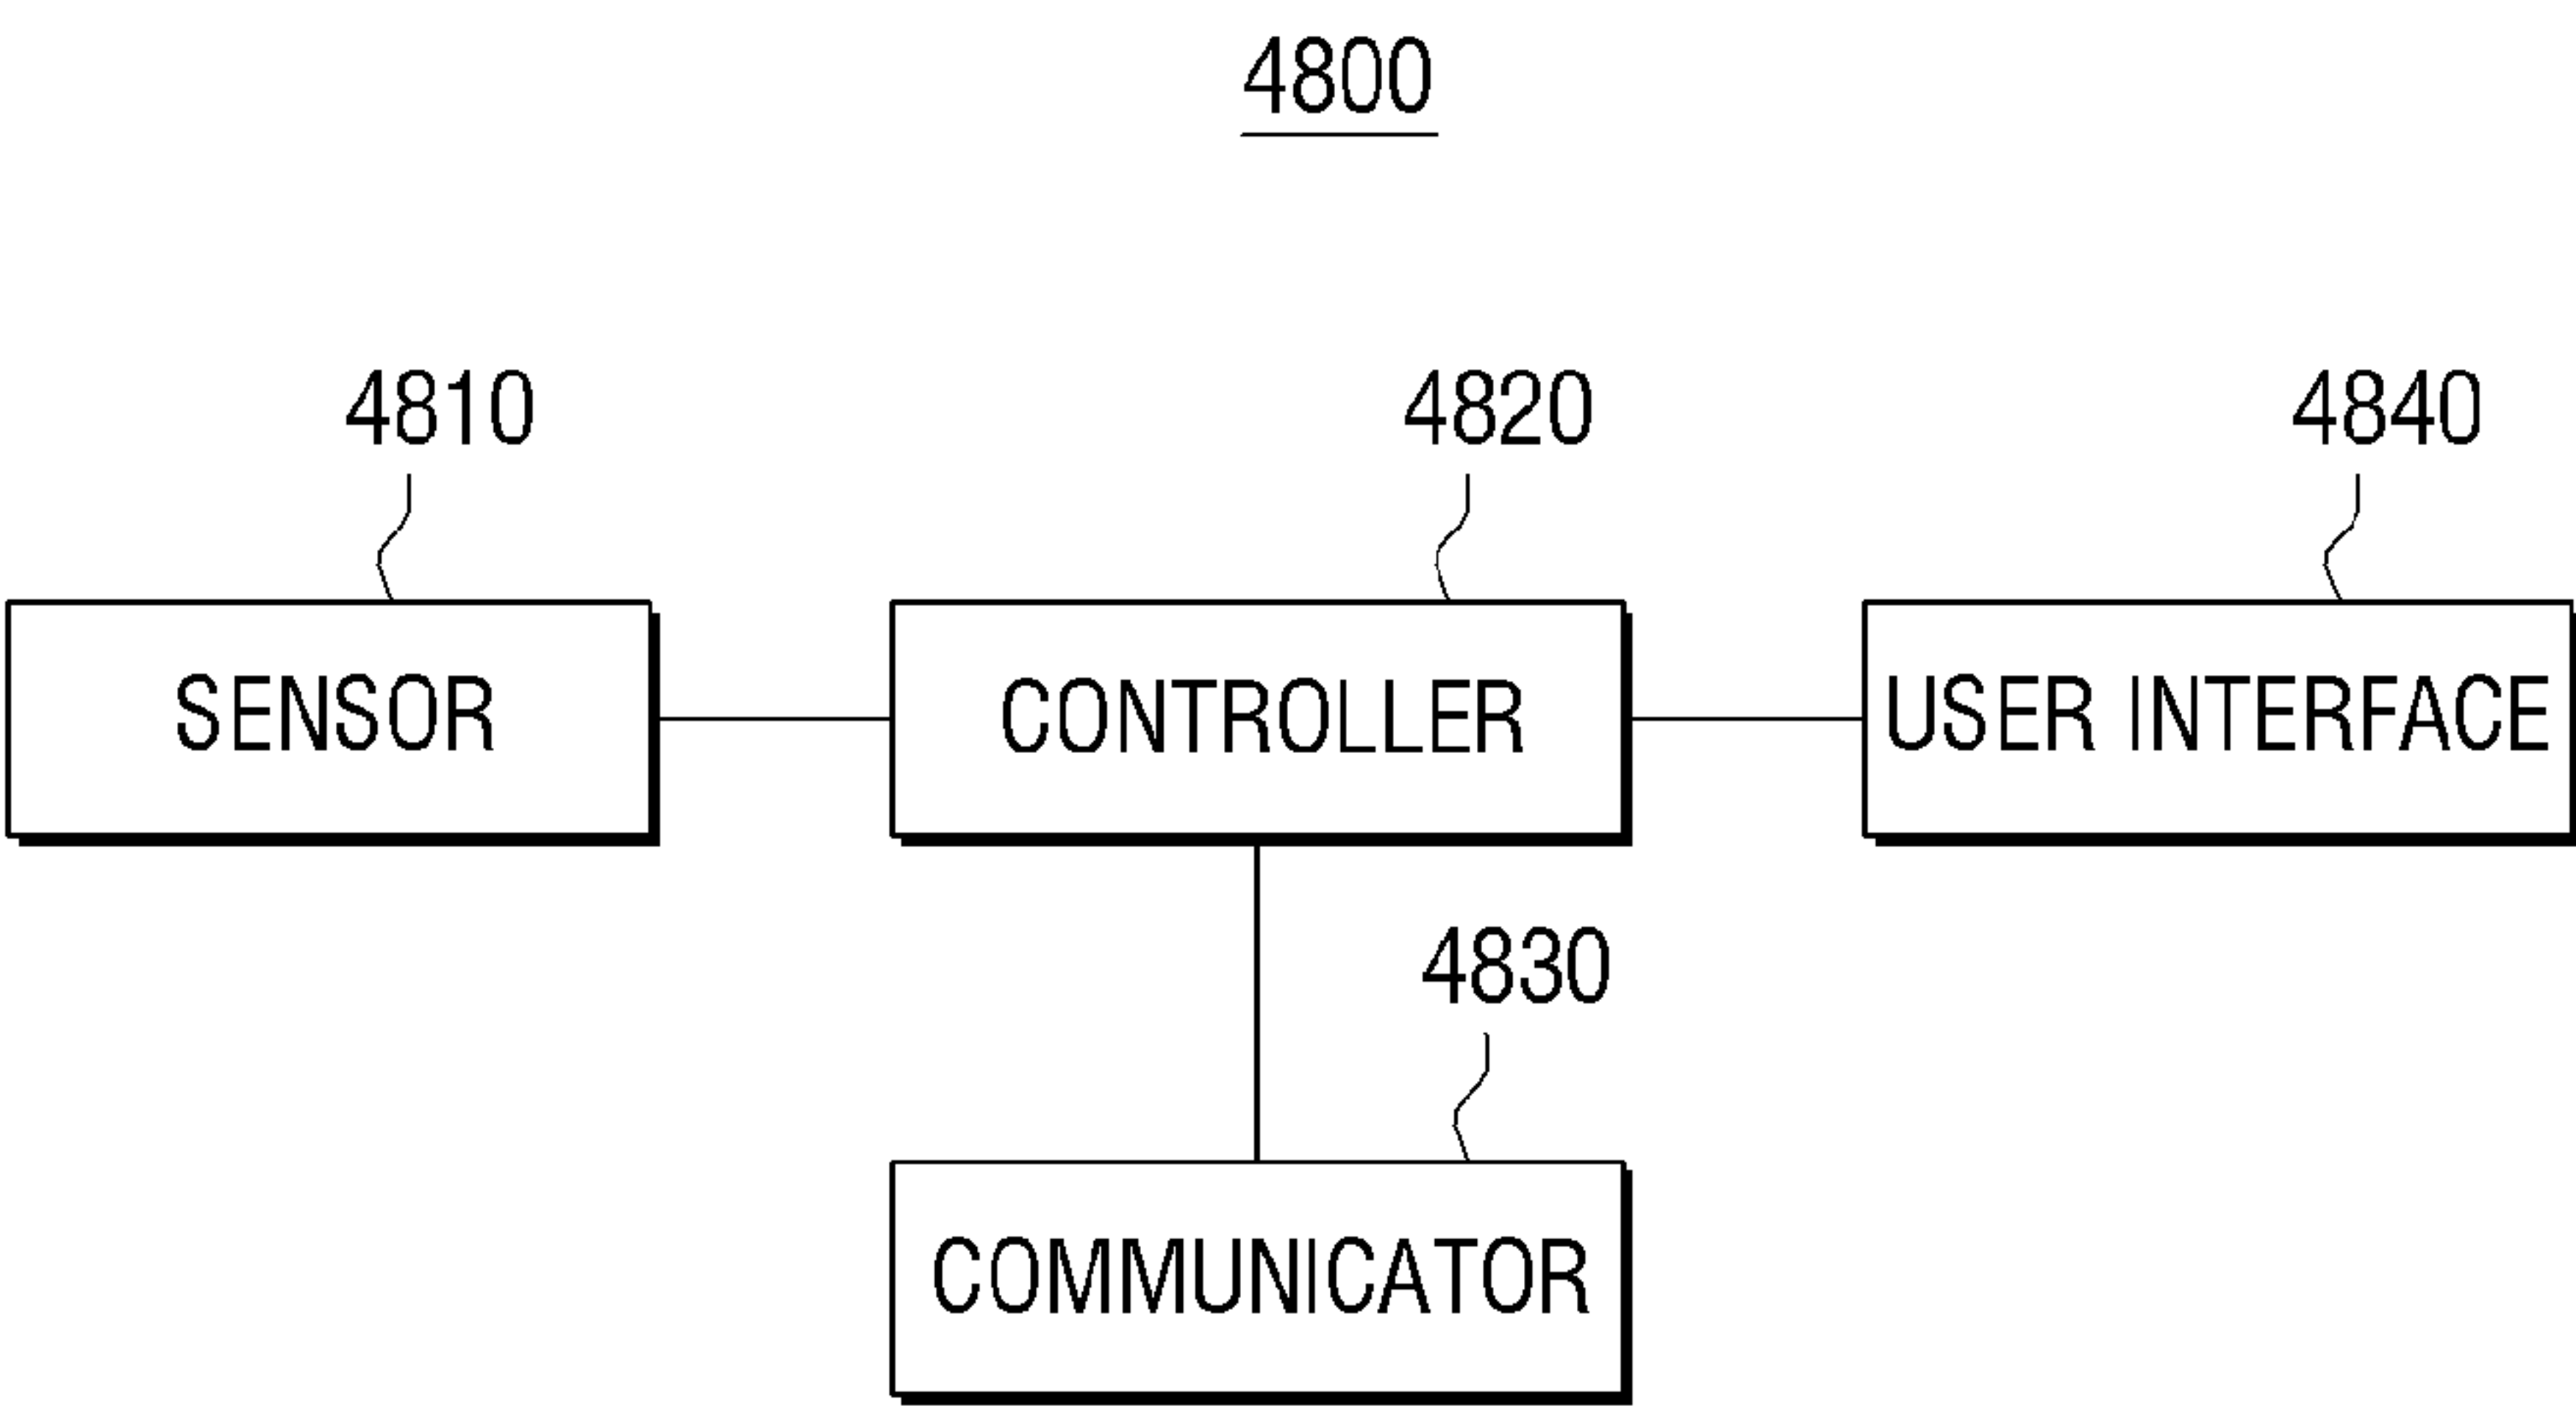 4800
4810
4820
4840
SENSOR
CONTROLLER
USER INTERFACE
4830
COMMUNICATOR